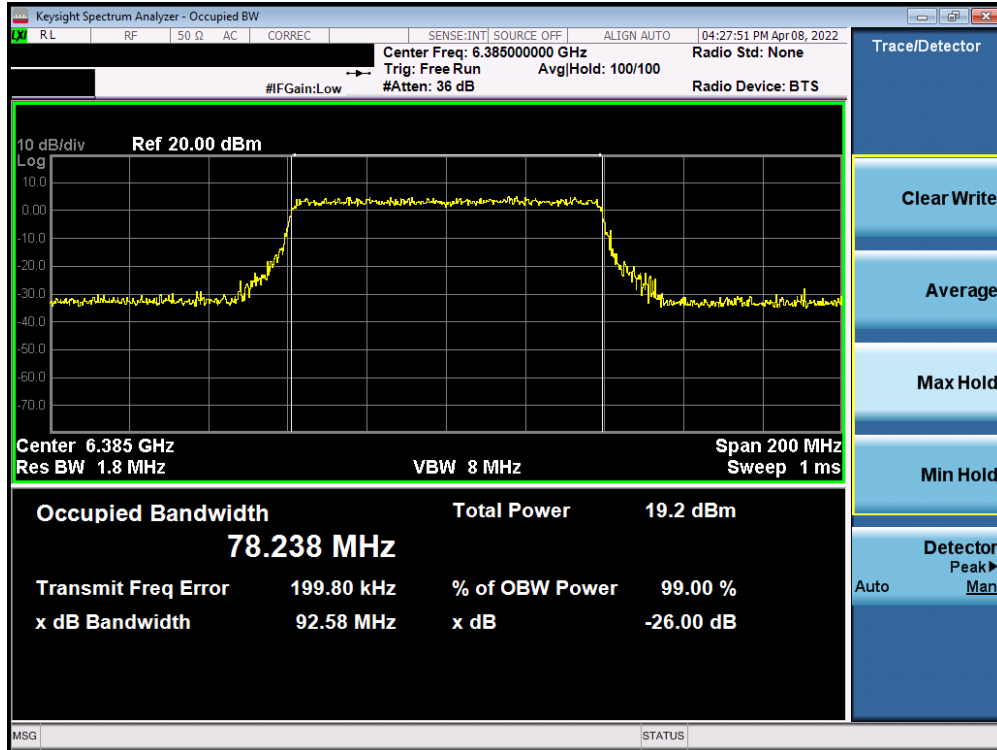 Keysight Spectrum Analyzer - Occupied BW
LXI RL RF 50 Ω AC CORREC SENSE:INT SOURCE OFF ALIGN AUTO 04:27:51 PM Apr 08, 2022
Center Freq: 6.385000000 GHz Radio Std: None
Trig: Free Run Avg|Hold: 100/100
#IFGain:Low #Atten: 36 dB Radio Device: BTS
Trace/Detector
10 dB/div Ref 20.00 dBm
Log
10.0
0.00
-10.0
-20.0
-30.0
-40.0
-50.0
-60.0
-70.0
Center 6.385 GHz Span 200 MHz
Res BW 1.8 MHz VBW 8 MHz Sweep 1 ms
Occupied Bandwidth Total Power 19.2 dBm
78.238 MHz
Transmit Freq Error 199.80 kHz % of OBW Power 99.00 %
x dB Bandwidth 92.58 MHz x dB -26.00 dB
Clear Write
Average
Max Hold
Min Hold
Detector
Peak▶
Auto Man
MSG STATUS